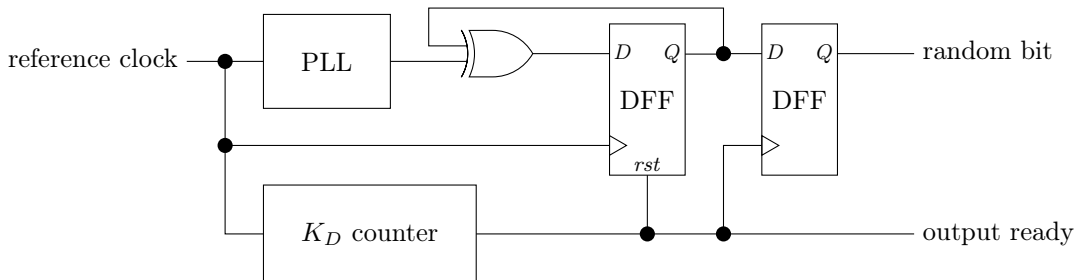 reference clock
PLL
D Q
DFF
rst
D Q
DFF
random bit
K_D counter
output ready